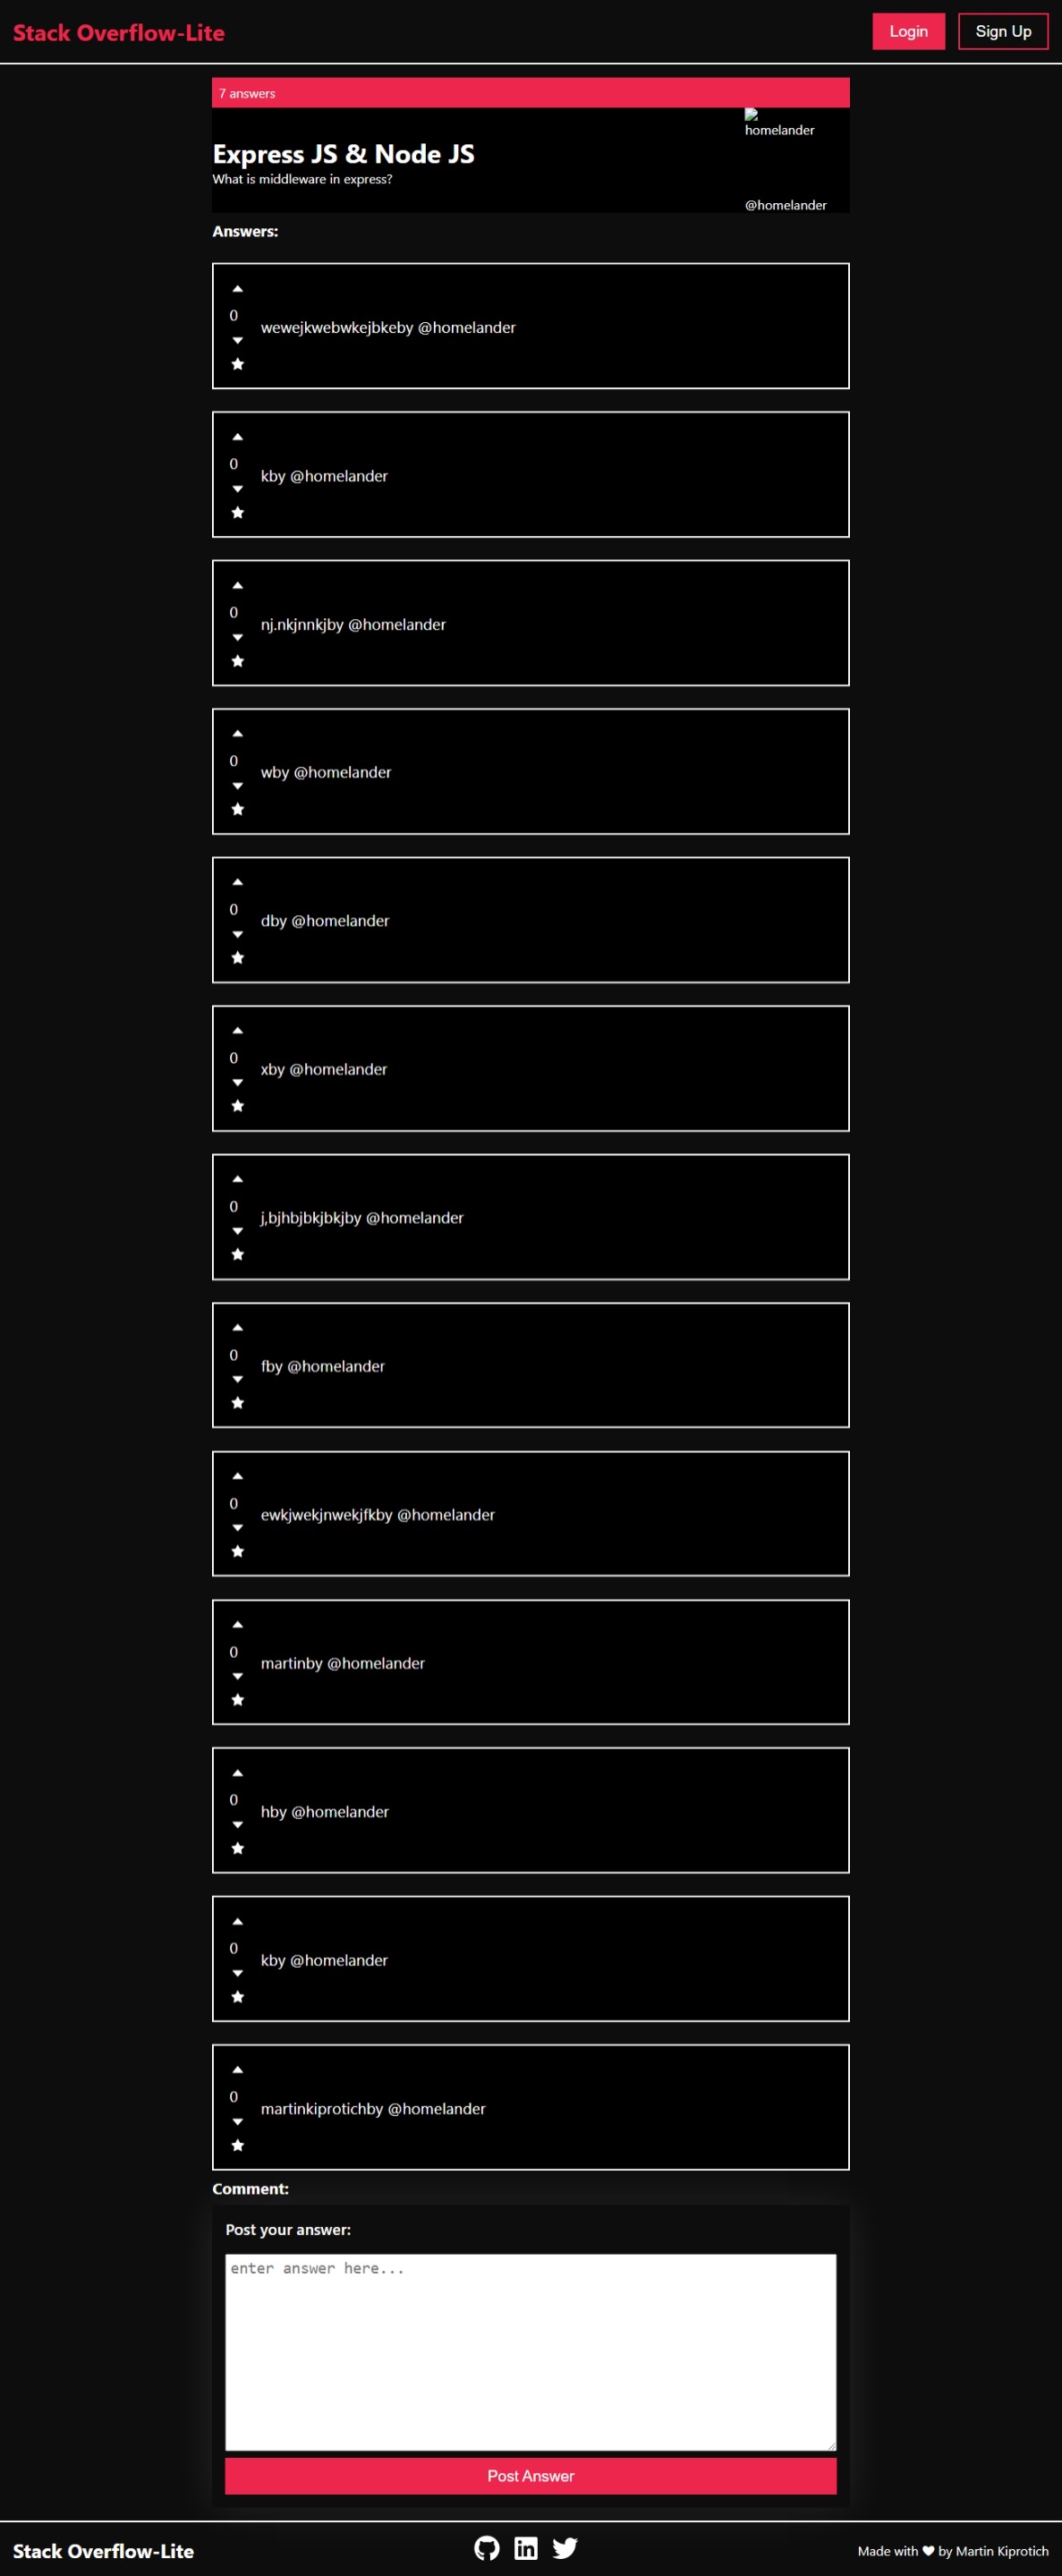 Stack Overflow-Lite
Login
Sign Up
7 answers
homelander
Express JS & Node JS
What is middleware in express?
@homelander
Answers:
0
wewejkwebwkejbkeby @homelander
0
kby @homelander
0
nj.nkjnnkjby @homelander
0
wby @homelander
0
dby @homelander
0
xby @homelander
0
j,bjhbjbkjbkjby @homelander
0
fby @homelander
0
ewkjwekjnwekjfkby @homelander
0
martinby @homelander
0
hby @homelander
0
kby @homelander
0
martinkiprotichby @homelander
Comment:
Post your answer:
enter answer here...
Post Answer
Stack Overflow-Lite
Made with ♥ by Martin Kiprotich